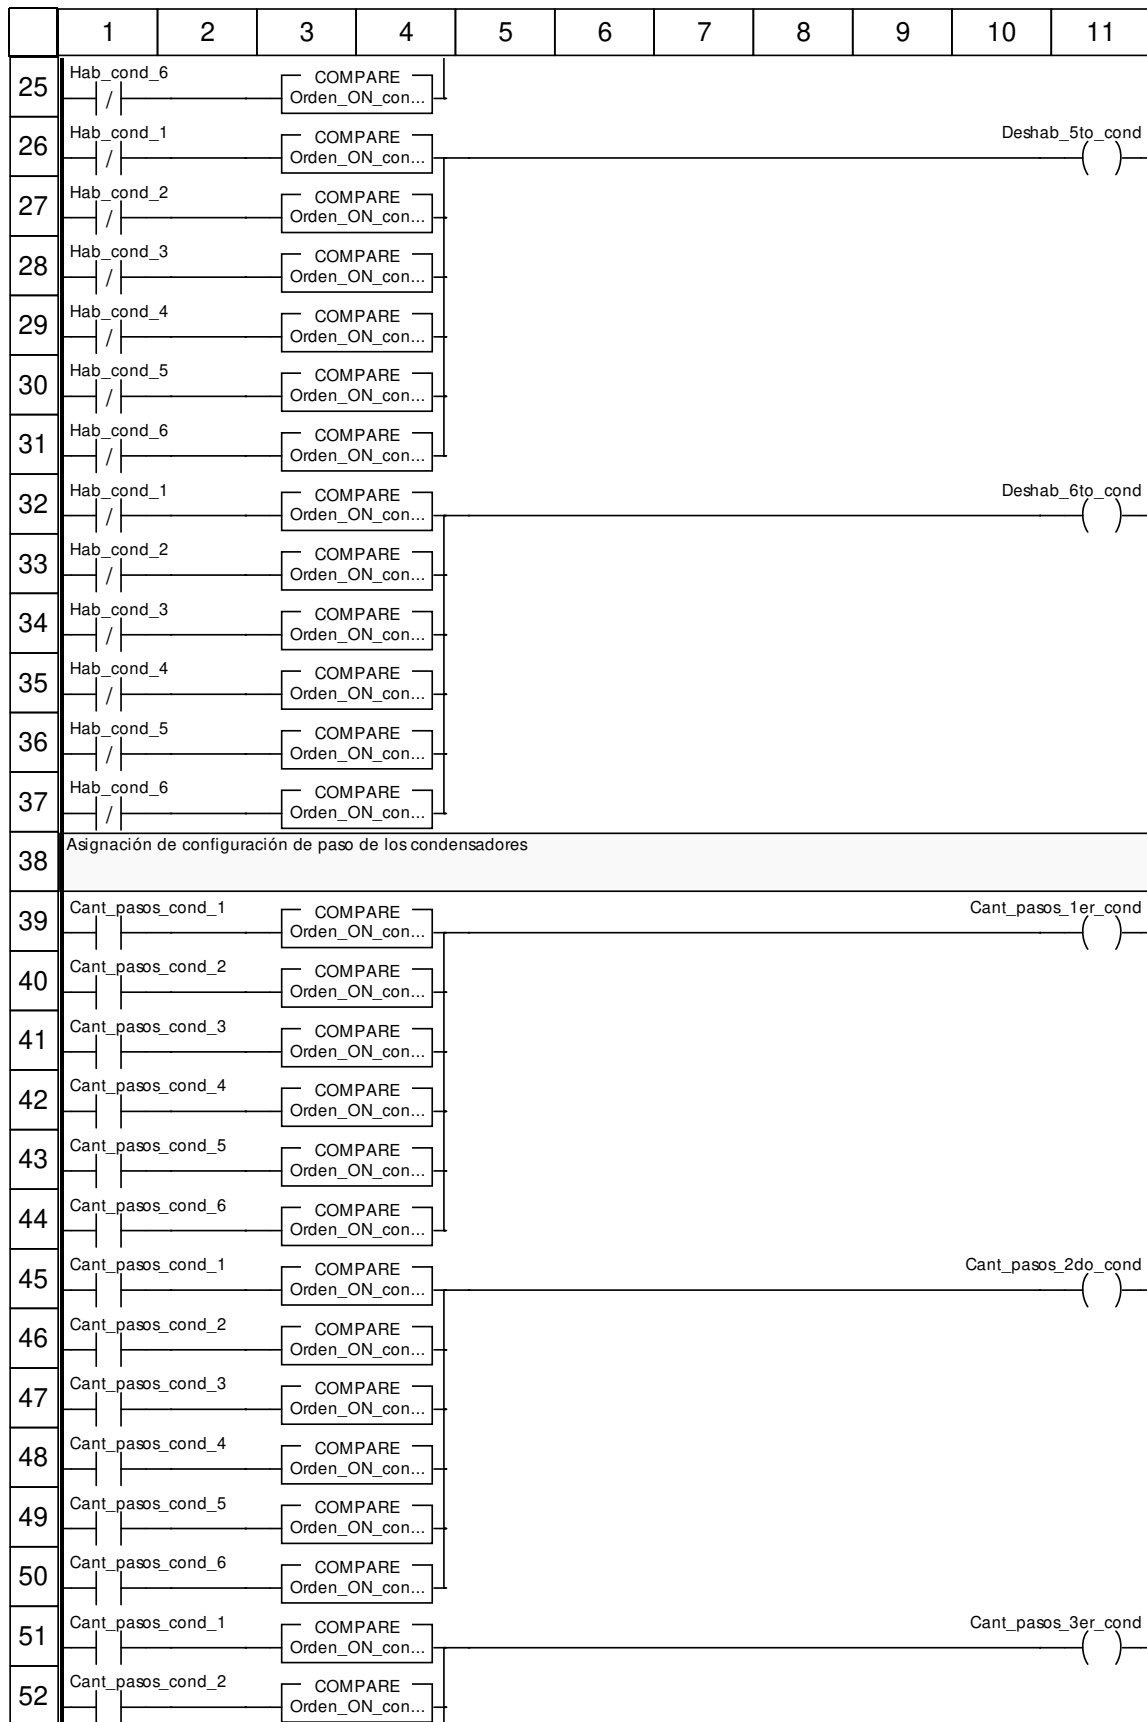 1 2 3 4 5 6 7 8 9 10 11
25 Hab_cond_6 COMPARE
Orden_ON_con...
26 Hab_cond_1 COMPARE Deshab_5to_cond
Orden_ON_con...
27 Hab_cond_2 COMPARE
Orden_ON_con...
28 Hab_cond_3 COMPARE
Orden_ON_con...
29 Hab_cond_4 COMPARE
Orden_ON_con...
30 Hab_cond_5 COMPARE
Orden_ON_con...
31 Hab_cond_6 COMPARE
Orden_ON_con...
32 Hab_cond_1 COMPARE Deshab_6to_cond
Orden_ON_con...
33 Hab_cond_2 COMPARE
Orden_ON_con...
34 Hab_cond_3 COMPARE
Orden_ON_con...
35 Hab_cond_4 COMPARE
Orden_ON_con...
36 Hab_cond_5 COMPARE
Orden_ON_con...
37 Hab_cond_6 COMPARE
Orden_ON_con...
38 Asignación de configuración de paso de los condensadores
39 Cant_pasos_cond_1 COMPARE Cant_pasos_1er_cond
Orden_ON_con...
40 Cant_pasos_cond_2 COMPARE
Orden_ON_con...
41 Cant_pasos_cond_3 COMPARE
Orden_ON_con...
42 Cant_pasos_cond_4 COMPARE
Orden_ON_con...
43 Cant_pasos_cond_5 COMPARE
Orden_ON_con...
44 Cant_pasos_cond_6 COMPARE
Orden_ON_con...
45 Cant_pasos_cond_1 COMPARE Cant_pasos_2do_cond
Orden_ON_con...
46 Cant_pasos_cond_2 COMPARE
Orden_ON_con...
47 Cant_pasos_cond_3 COMPARE
Orden_ON_con...
48 Cant_pasos_cond_4 COMPARE
Orden_ON_con...
49 Cant_pasos_cond_5 COMPARE
Orden_ON_con...
50 Cant_pasos_cond_6 COMPARE
Orden_ON_con...
51 Cant_pasos_cond_1 COMPARE Cant_pasos_3er_cond
Orden_ON_con...
52 Cant_pasos_cond_2 COMPARE
Orden_ON_con...